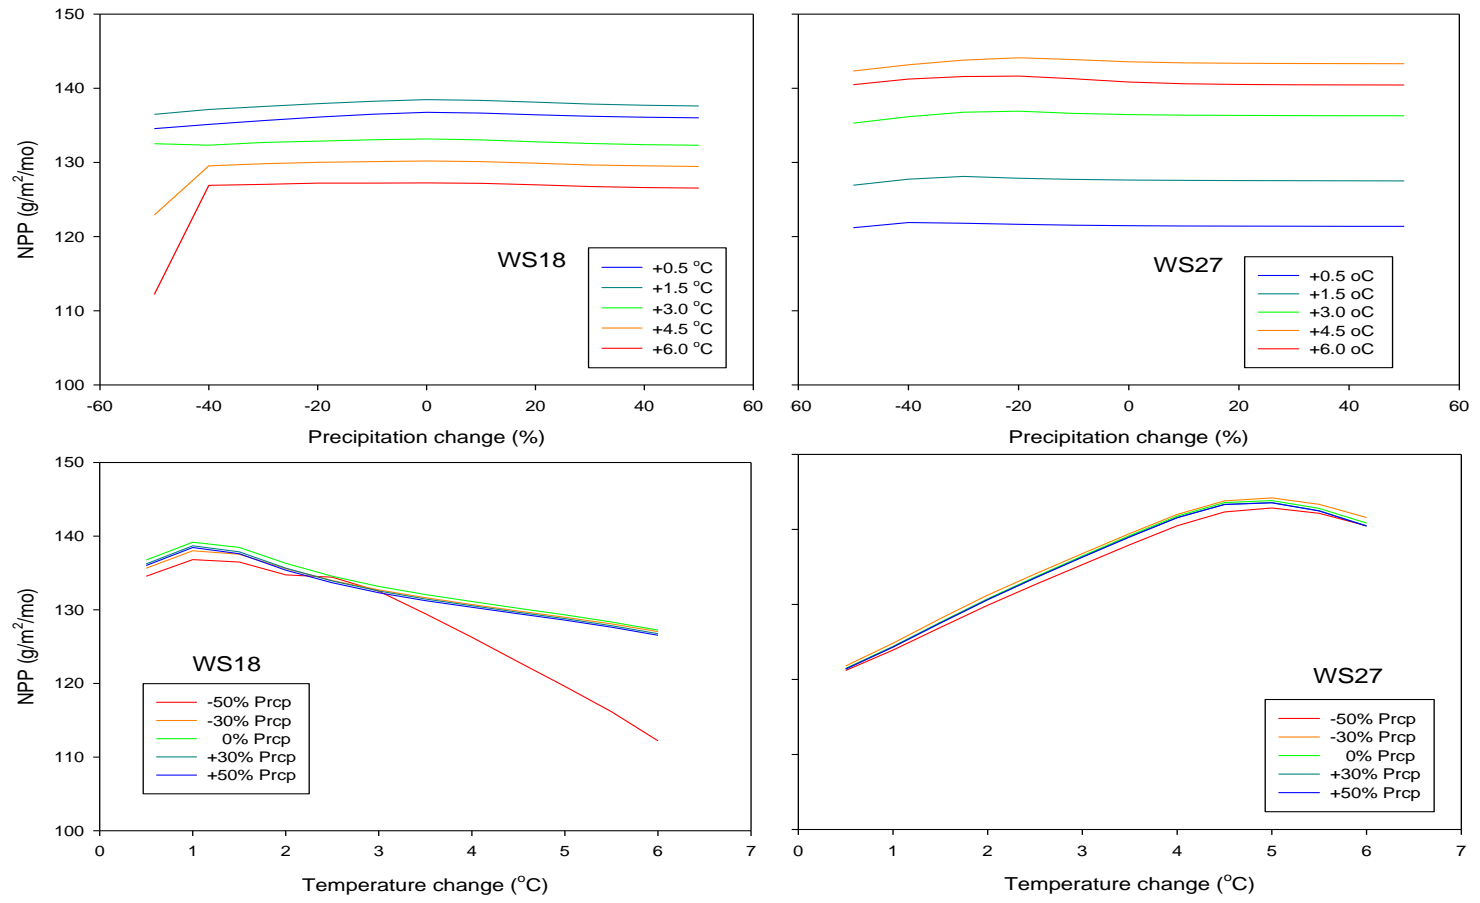 150
140
130
120
110
100
NPP (g/m²/mo)
WS18
+0.5 °C
+1.5 °C
+3.0 °C
+4.5 °C
+6.0 °C
-60 -40 -20 0 20 40 60
Precipitation change (%)
WS27
+0.5 oC
+1.5 oC
+3.0 oC
+4.5 oC
+6.0 oC
60 -40 -20 0 20 40 60
Precipitation change (%)
150
140
130
120
110
100
NPP (g/m²/mo)
WS18
-50% Prcp
-30% Prcp
0% Prcp
+30% Prcp
+50% Prcp
0 1 2 3 4 5 6 7
Temperature change (°C)
WS27
-50% Prcp
-30% Prcp
0% Prcp
+30% Prcp
+50% Prcp
0 1 2 3 4 5 6 7
Temperature change (°C)